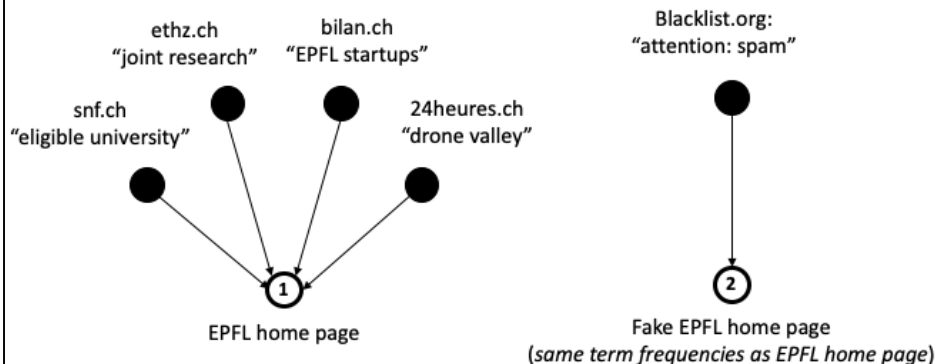 ethz.ch
“joint research”
bilan.ch
“EPFL startups”
snf.ch
“eligible university”
24heures.ch
“drone valley”
1
EPFL home page
Blacklist.org:
“attention: spam”
2
Fake EPFL home page
(same term frequencies as EPFL home page)